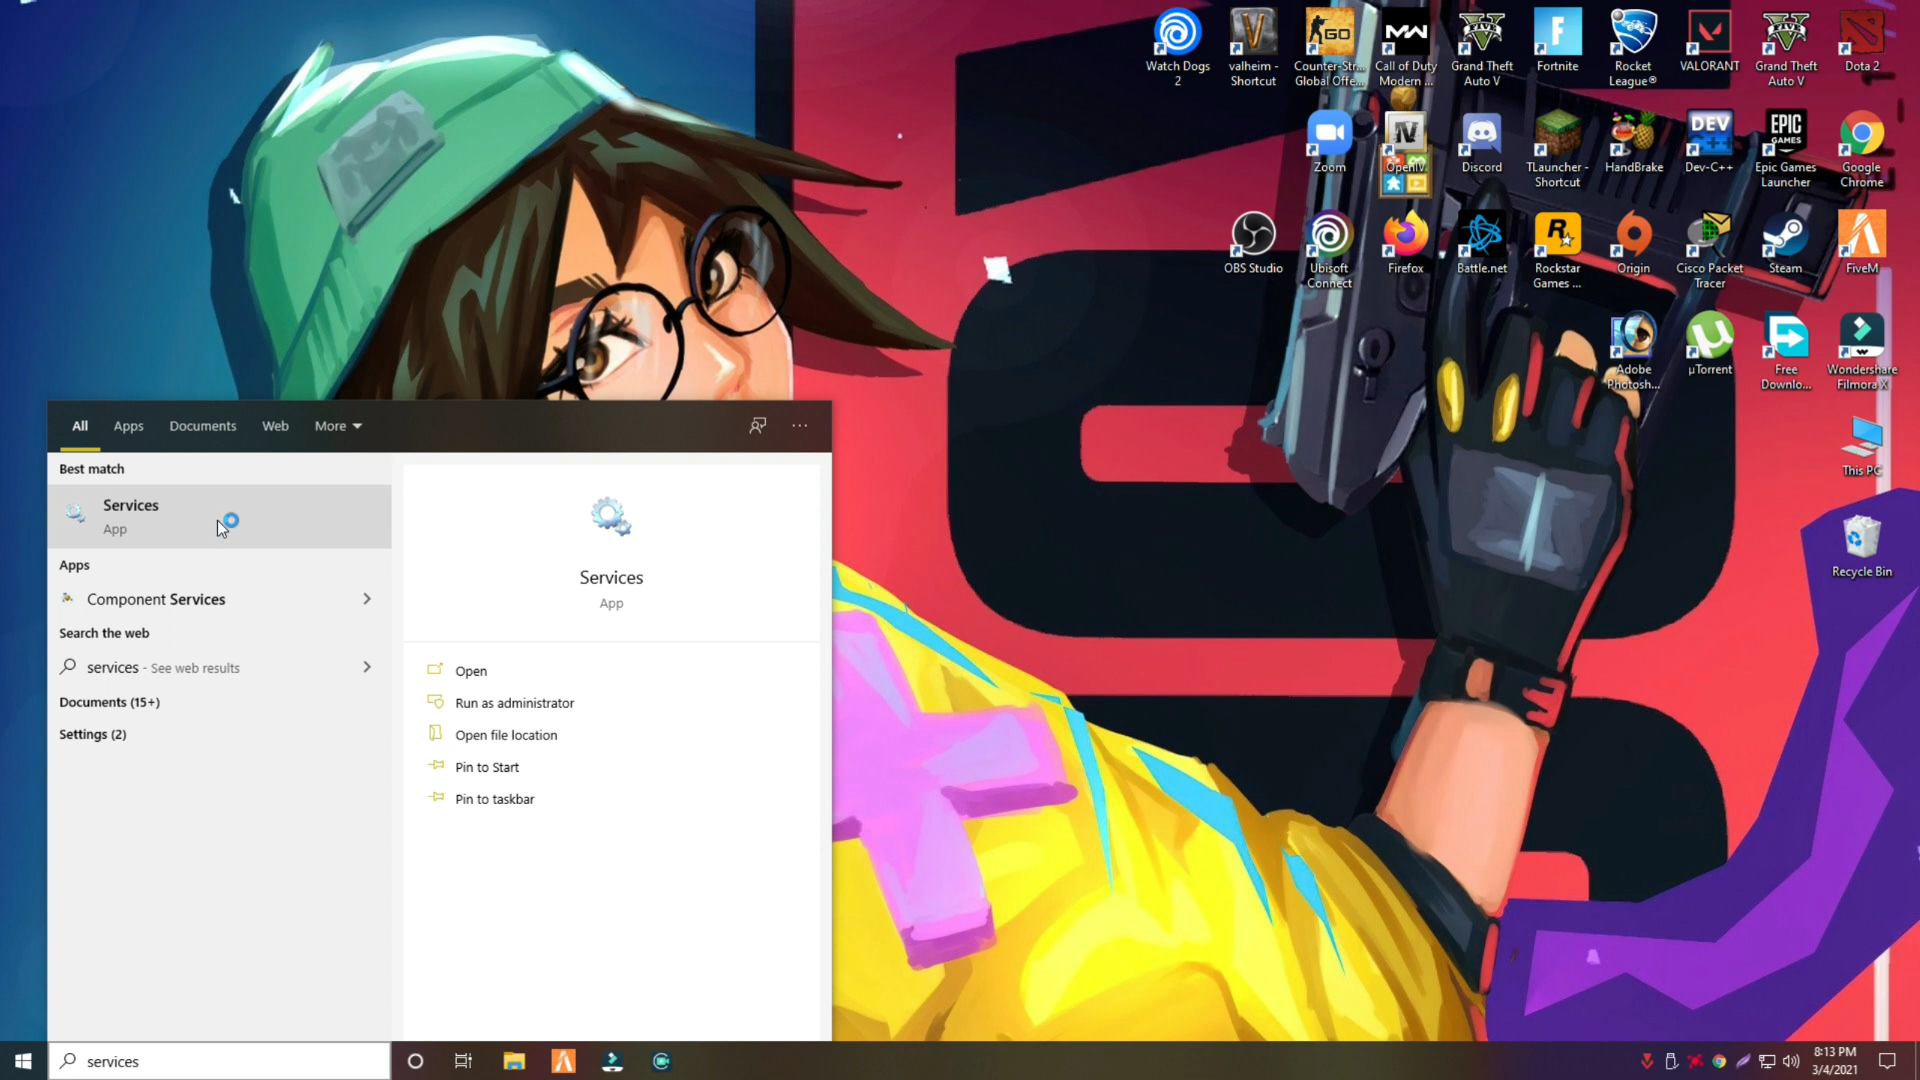 Watch Dogs
2
valheim -
Shortcut
Counter-Str...
Global Offe...
Call of Duty
Modern ...
Grand Theft
Auto V
Fortnite
Rocket
League®
VALORANT
Grand Theft
Auto V
Dota 2
Zoom
OpenIV
Discord
TLauncher -
Shortcut
HandBrake
Dev-C++
Epic Games
Launcher
Google
Chrome
OBS Studio
Ubisoft
Connect
Firefox
Battle.net
Rockstar
Games ...
Origin
Cisco Packet
Tracer
Steam
FiveM
Adobe
Photosh...
µTorrent
Free
Downlo...
Wondershare
Filmora X
This PC
Recycle Bin
GO
MW
DEV
C++
EPIC
GAMES
All Apps Documents Web More
Best match
Services
App
Apps
Component Services
Search the web
services - See web results
Documents (15+)
Settings (2)
Services
App
Open
Run as administrator
Open file location
Pin to Start
Pin to taskbar
services
8:13 PM
3/4/2021